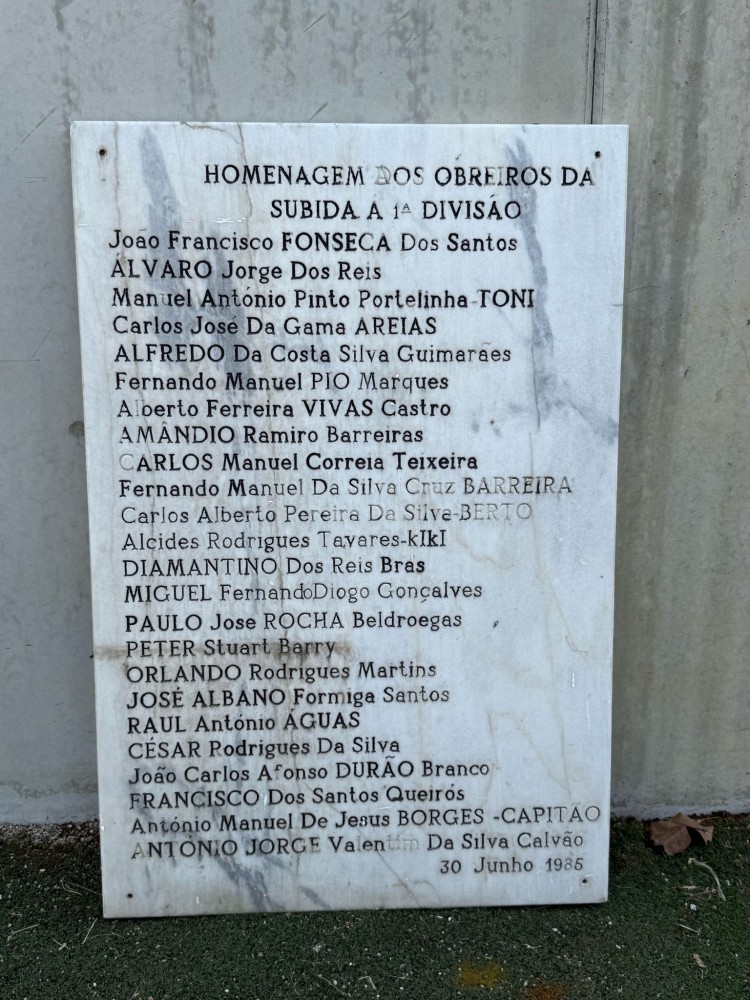 HOMENAGEM DOS OBREIROS DA
SUBIDA A 1ª DIVISÃO
João Francisco FONSECA Dos Santos
ÁLVARO Jorge Dos Reis
Manuel António Pinto Portelinha-TONI
Carlos José Da Gama AREIAS
ALFREDO Da Costa Silva Guimarães
Fernando Manuel PIO Marques
Alberto Ferreira VIVAS Castro
AMÂNDIO Ramiro Barreiras
CARLOS Manuel Correia Teixeira
Fernando Manuel Da Silva Cruz BARREIRA
Carlos Alberto Pereira Da Silva-BERTO
Alcides Rodrigues Tavares-kIkI
DIAMANTINO Dos Reis Brás
MIGUEL FernandoDiogo Gonçalves
PAULO Jose ROCHA Beldroegas
PETER Stuart Barry
ORLANDO Rodrigues Martins
JOSÉ ALBANO Formiga Santos
RAUL António ÁGUAS
CÉSAR Rodrigues Da Silva
João Carlos Afonso DURÃO Branco
FRANCISCO Dos Santos Queirós
António Manuel De Jesus BORGES -CAPITÃO
ANTÓNIO JORGE Valentim Da Silva Calvão
30 Junho 1985